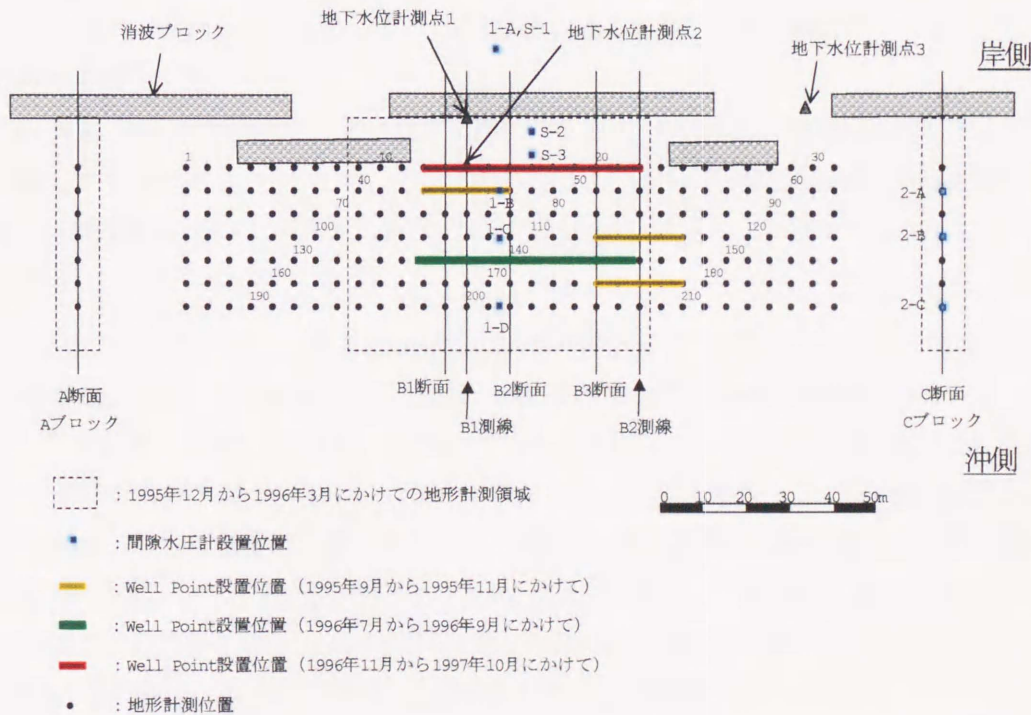 地下水位計測点1
1-A,S-1
消波ブロック
地下水位計測点2
地下水位計測点3
岸側
S-2
S-3
1
10
20
30
40
50
60
2-A
1-B
70
80
90
1-C
100
110
120
2-B
130
140
150
160
170
180
190
200
210
2-C
1-D
A断面
B1断面
B2断面
B3断面
C断面
Aブロック
B1測線
B2測線
Cブロック
沖側
:1995年12月から1996年3月にかけての地形計測領域
0 10 20 30 40 50m
:間隙水圧計設置位置
:Well Point設置位置(1995年9月から1995年11月にかけて)
:Well Point設置位置(1996年7月から1996年9月にかけて)
:Well Point設置位置(1996年11月から1997年10月にかけて)
:地形計測位置